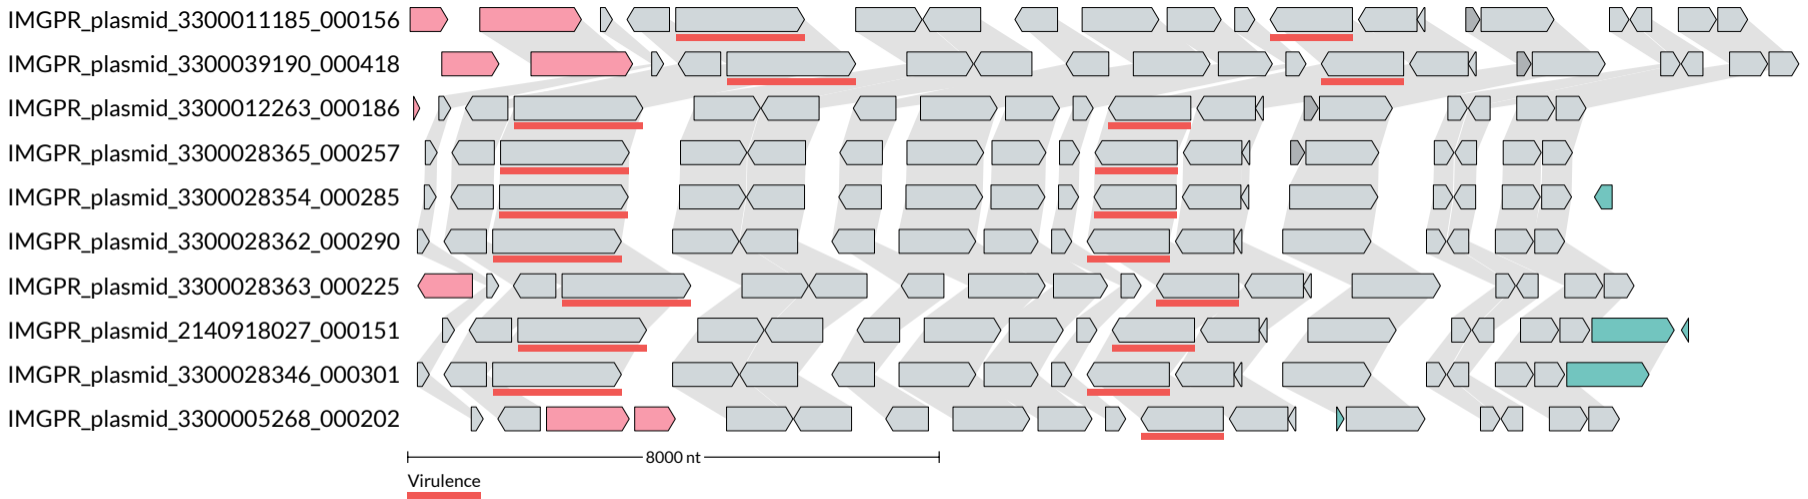 IMGPR_plasmid_3300011185_000156
IMGPR_plasmid_3300039190_000418
IMGPR_plasmid_3300012263_000186
IMGPR_plasmid_3300028365_000257
IMGPR_plasmid_3300028354_000285
IMGPR_plasmid_3300028362_000290
IMGPR_plasmid_3300028363_000225
IMGPR_plasmid_2140918027_000151
IMGPR_plasmid_3300028346_000301
IMGPR_plasmid_3300005268_000202
8000 nt
Virulence